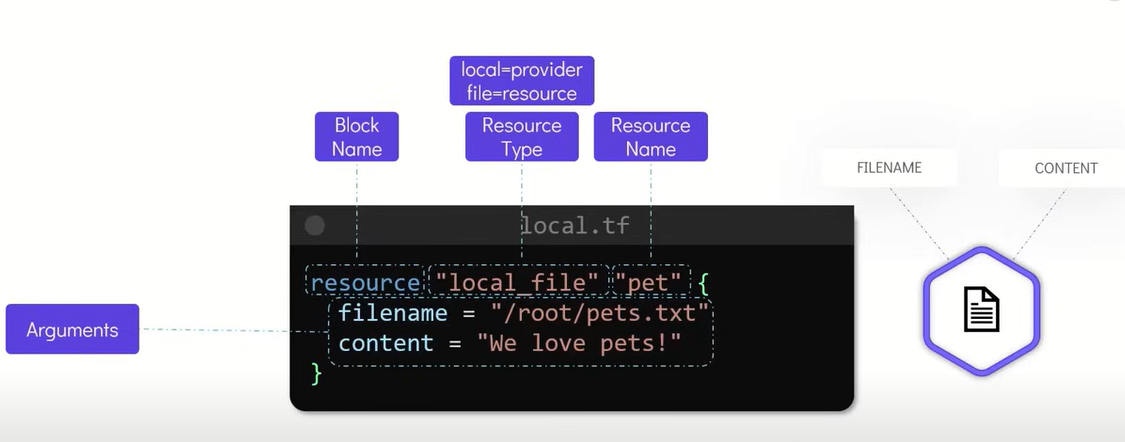 local=provider
file=resource
Block
Name
Resource
Type
Resource
Name
FILENAME
CONTENT
local.tf
resource "local_file" "pet" {
filename = "/root/pets.txt"
content = "We love pets!"
}
Arguments